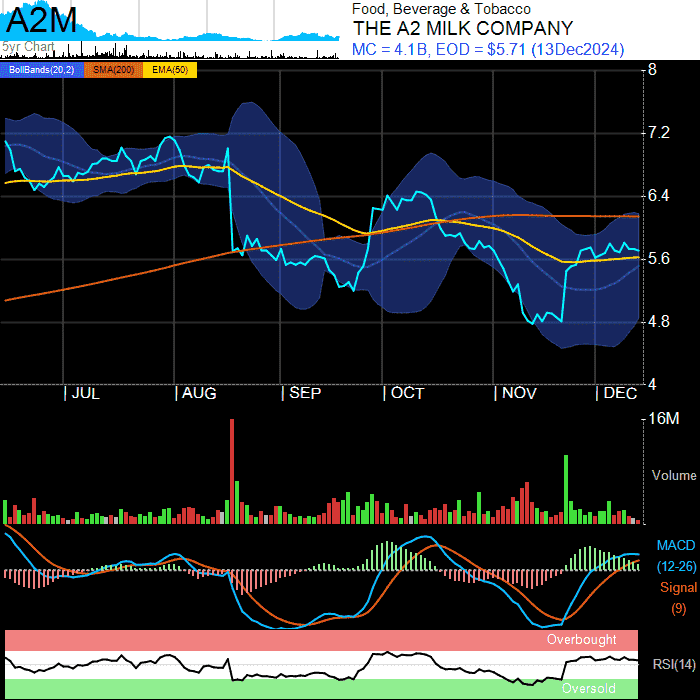 A2M
5yr Chart
Food, Beverage & Tobacco
THE A2 MILK COMPANY
MC = 4.1B, EOD = $5.71 (13Dec2024)
BollBands(20,2) SMA(200) EMA(50)
8
7.2
6.4
5.6
4.8
4
JUL AUG SEP OCT NOV DEC
16M
Volume
MACD
(12-26)
Signal
(9)
Overbought
RSI(14)
Oversold